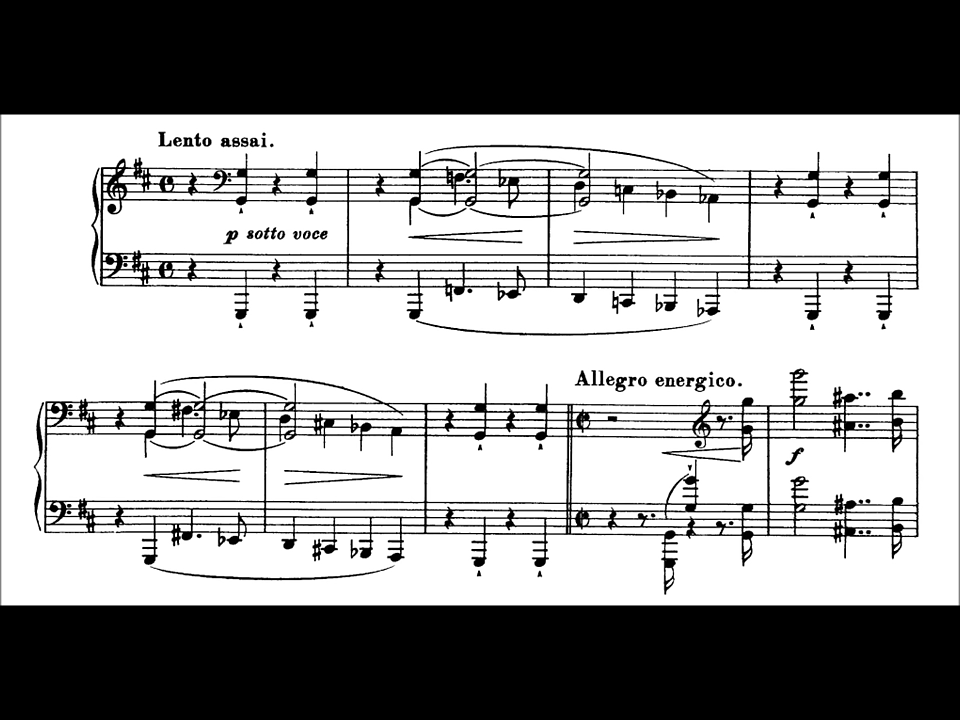 Lento assai.
p sotto voce
Allegro energico.
f